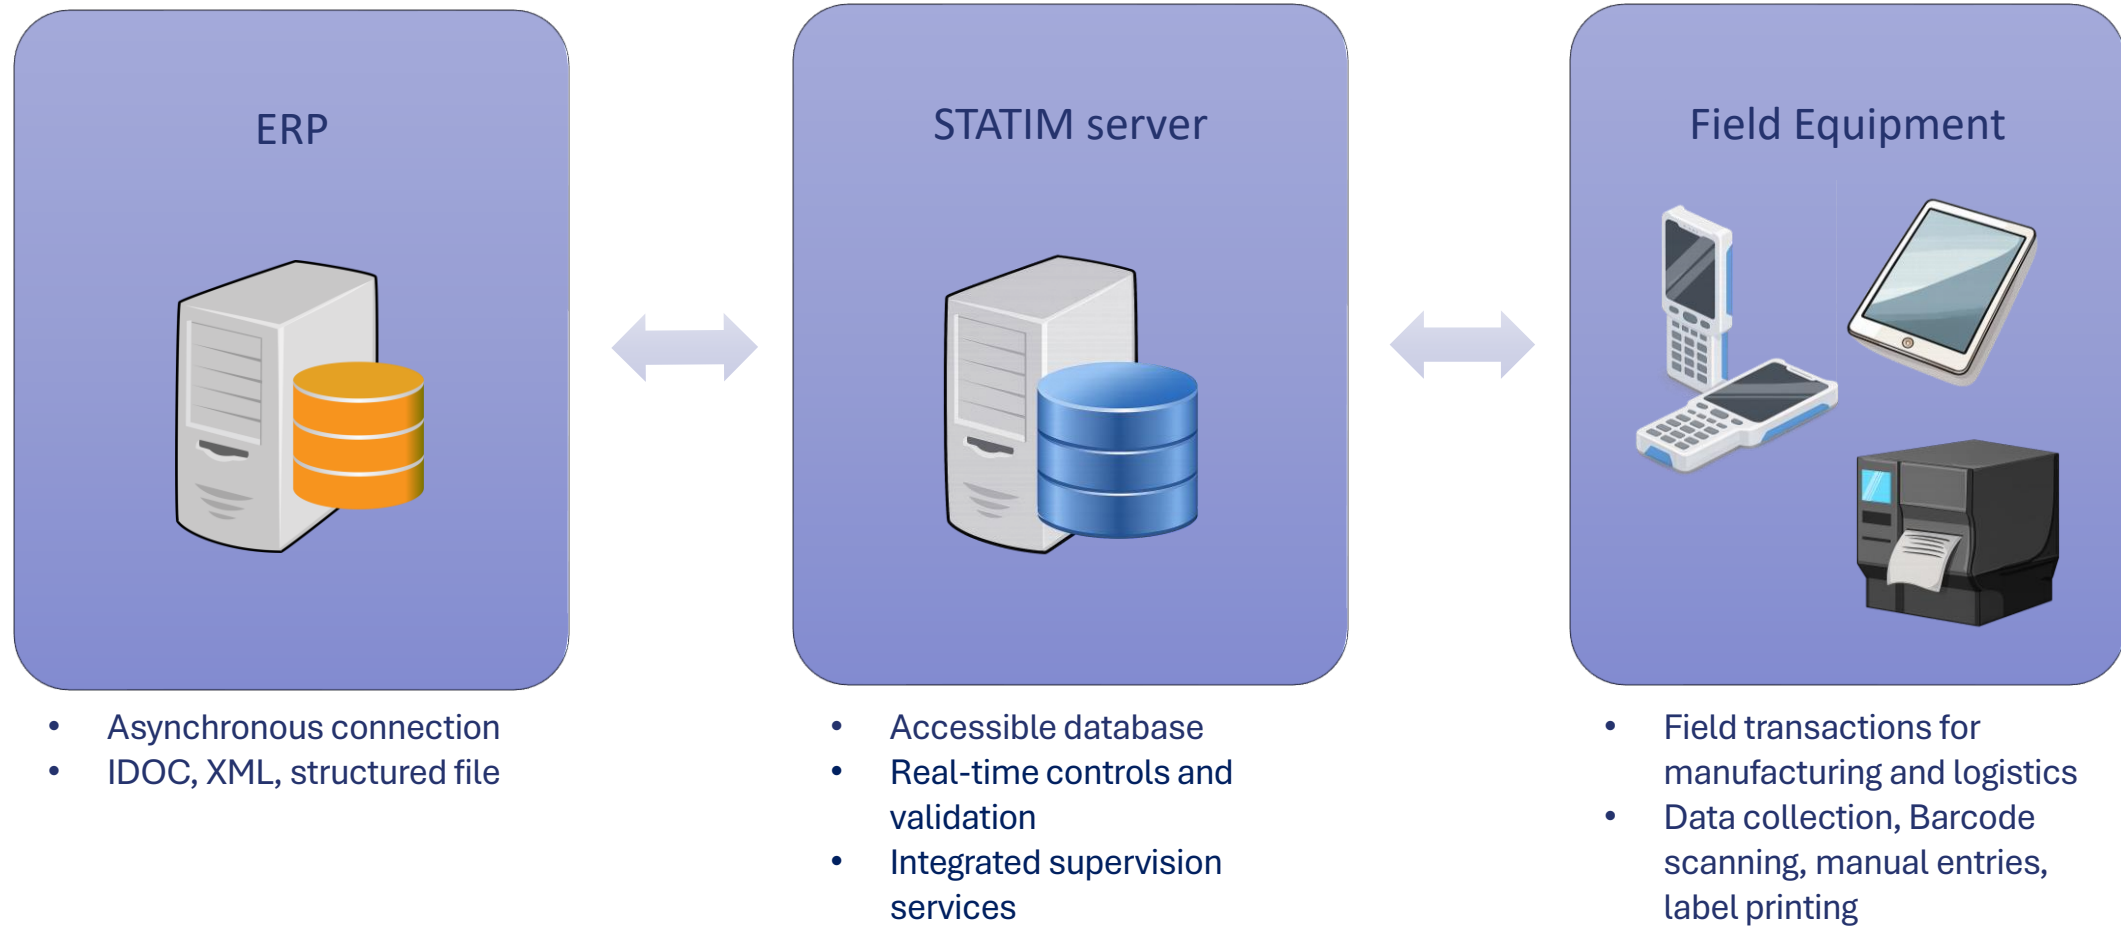 ERP
• Asynchronous connection
• IDOC, XML, structured file
STATIM server
• Accessible database
• Real-time controls and
validation
• Integrated supervision
services
Field Equipment
• Field transactions for
manufacturing and logistics
• Data collection, Barcode
scanning, manual entries,
label printing